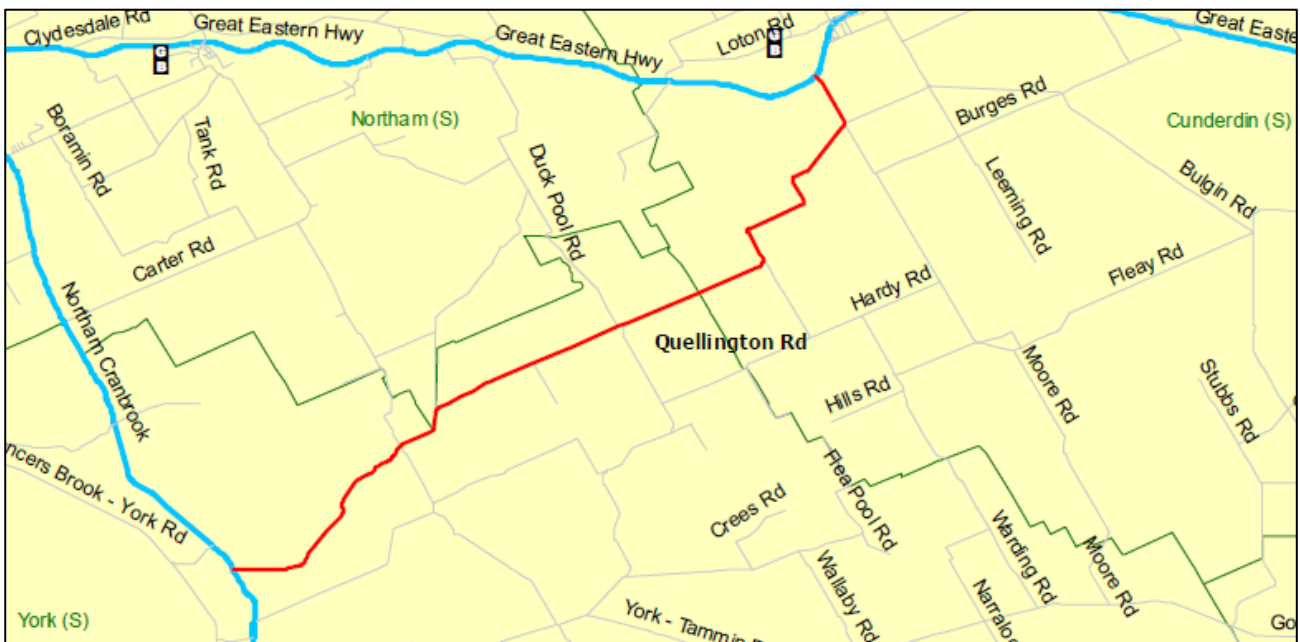 Clydesdale Rd
Great Eastern Hwy
Great Eastern Hwy
Loton Rd
Great Easte
Boramin Rd
Tank Rd
Northam (S)
Duck Pool Rd
Burges Rd
Cunderdin (S)
Leeming Rd
Bulgin Rd
Carter Rd
Northam Cranbrook
Hardy Rd
Fleay Rd
Quellington Rd
Moore Rd
Stubbs Rd
Hills Rd
ncers Brook - York Rd
Flea Pool Rd
Crees Rd
Warding Rd
Moore Rd
Wallaby Rd
Narraloc
York (S)
York - Tammin
Go